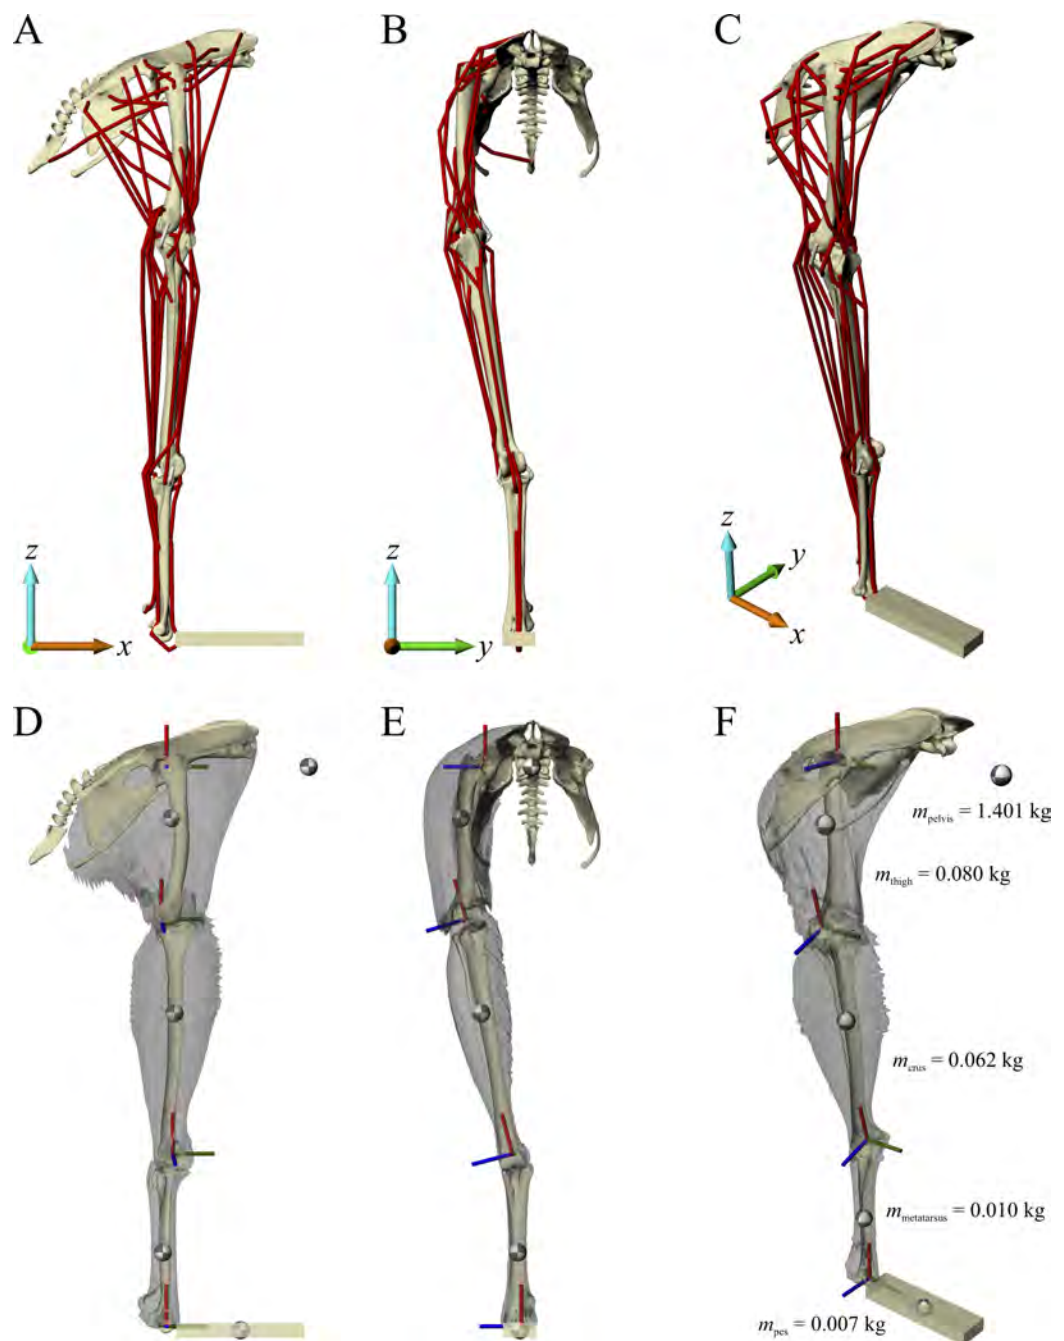 A B C
z x
z y
z y x
D E F
m_pelvis = 1.401 kg
m_thigh = 0.080 kg
m_crus = 0.062 kg
m_metatarsus = 0.010 kg
m_pes = 0.007 kg